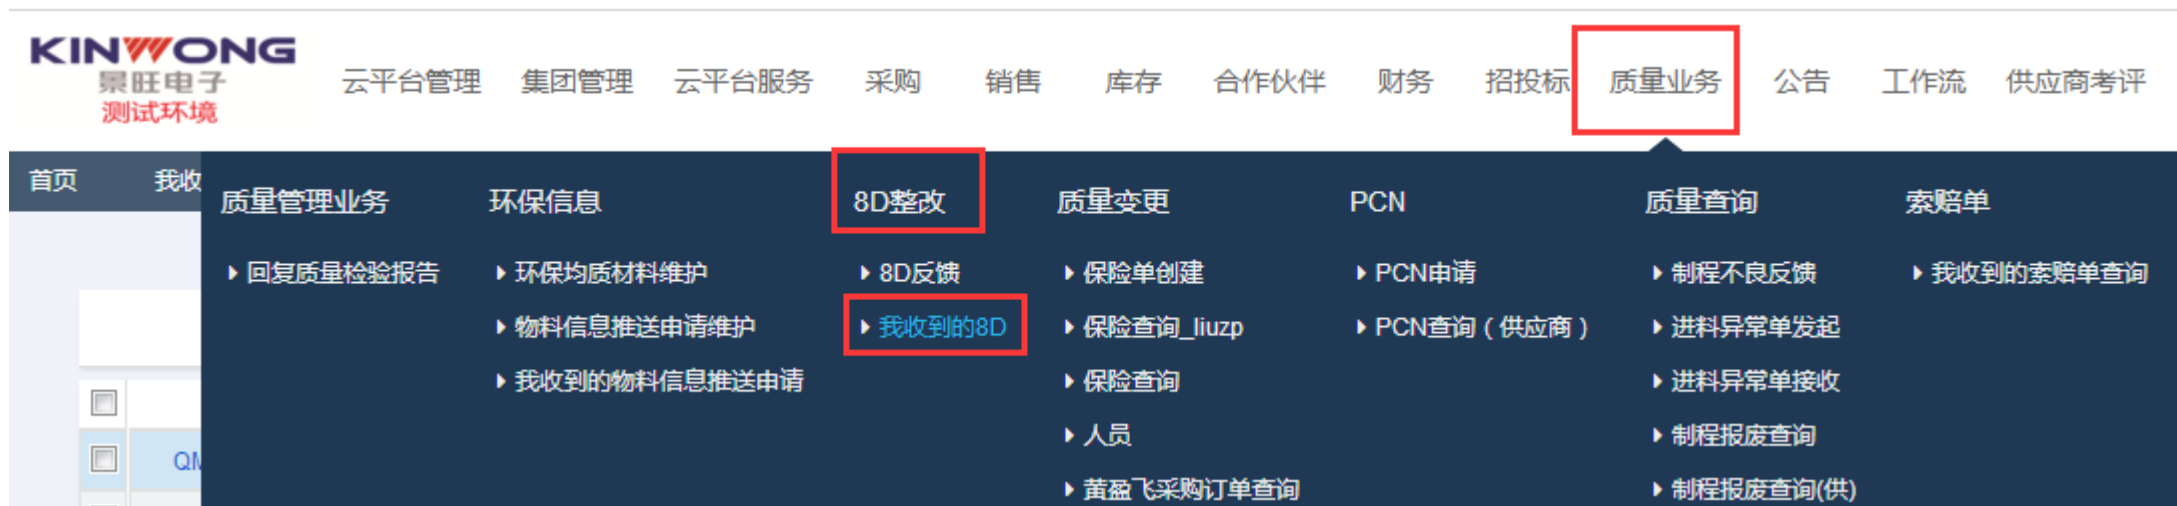 KINWONG
景旺电子
测试环境
云平台管理 集团管理 云平台服务 采购 销售 库存 合作伙伴 财务 招投标 质量业务 公告 工作流 供应商考评
首页 我收
质量管理业务 环保信息 8D整改 质量变更 PCN 质量查询 索赔单
回复质量检验报告 环保均质材料维护 8D反馈 保险单创建 PCN申请 制程不良反馈 我收到的索赔单查询
物料信息推送申请维护 我收到的8D 保险查询_liuzp PCN查询（供应商） 进料异常单发起
我收到的物料信息推送申请 保险查询 进料异常单接收
人员 制程报废查询
QM 黄盈飞采购订单查询 制程报废查询(供)